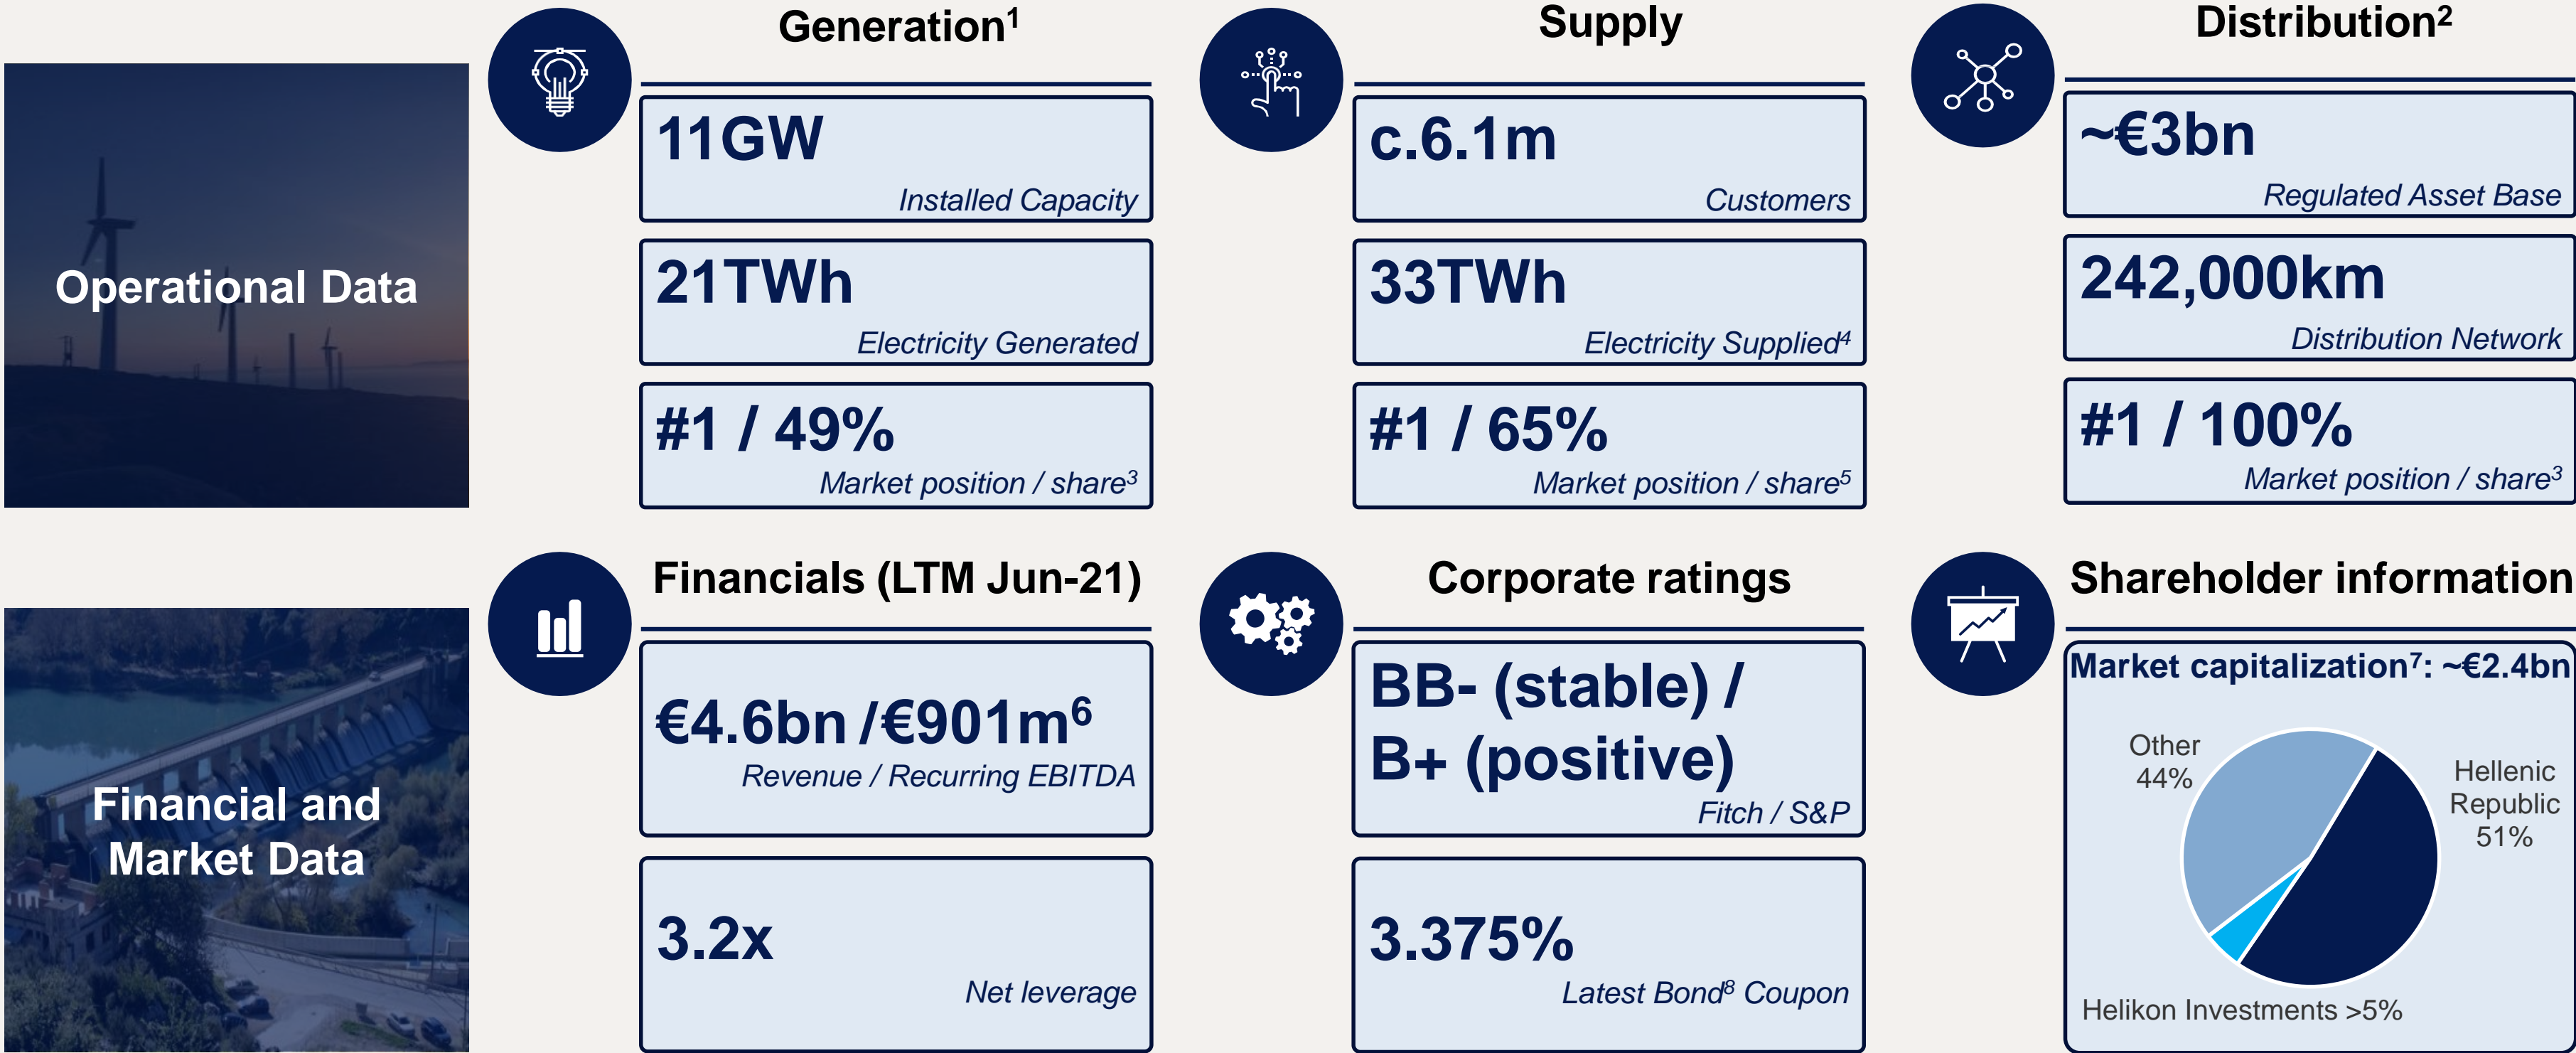 Generation¹
Supply
Distribution²
Operational Data
11GW
Installed Capacity
21TWh
Electricity Generated
#1 / 49%
Market position / share³
c.6.1m
Customers
33TWh
Electricity Supplied⁴
#1 / 65%
Market position / share⁵
~€3bn
Regulated Asset Base
242,000km
Distribution Network
#1 / 100%
Market position / share³
Financial and
Market Data
Financials (LTM Jun-21)
€4.6bn /€901m⁶
Revenue / Recurring EBITDA
3.2x
Net leverage
Corporate ratings
BB- (stable) /
B+ (positive)
Fitch / S&P
3.375%
Latest Bond⁸ Coupon
Shareholder information
Market capitalization⁷: ~€2.4bn
Other
44%
Hellenic
Republic
51%
Helikon Investments >5%